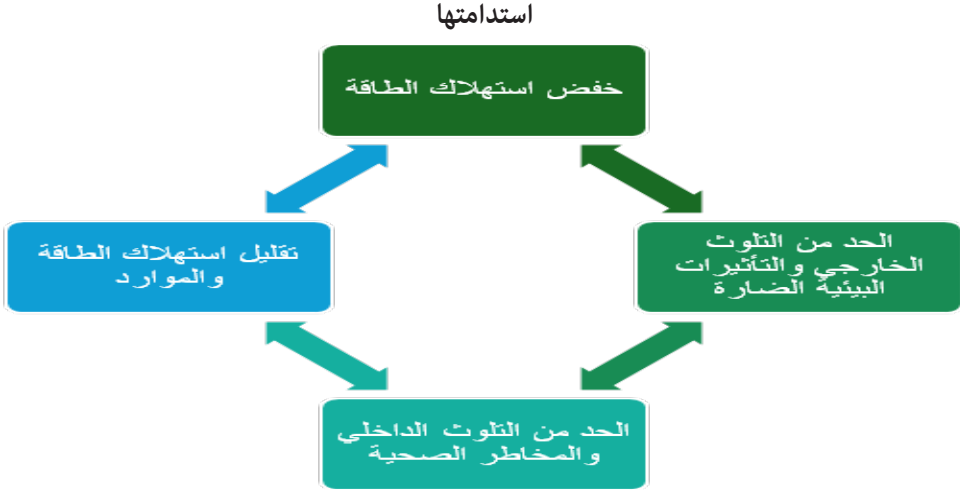 استدامتها
خفض استهلاك الطاقة
الحد من التلوث
الخارجي والتأثيرات
البيئية الضارة
تقليل استهلاك الطاقة
والموارد
الحد من التلوث الداخلي
والمخاطر الصحية